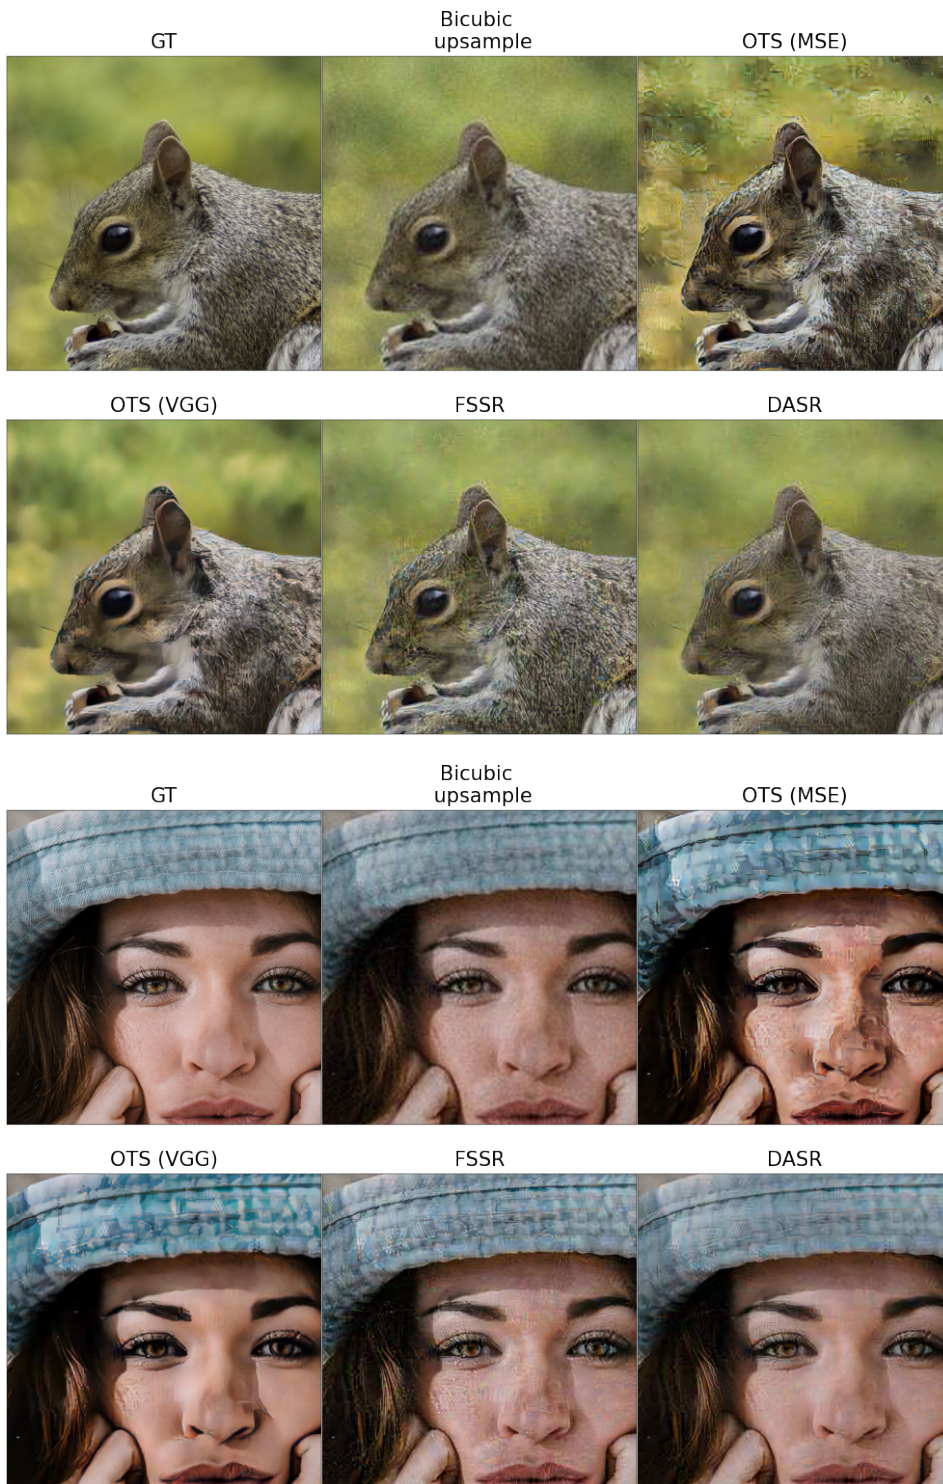 GT
Bicubic
upsample
OTS (MSE)
OTS (VGG)
FSSR
DASR
GT
Bicubic
upsample
OTS (MSE)
OTS (VGG)
FSSR
DASR